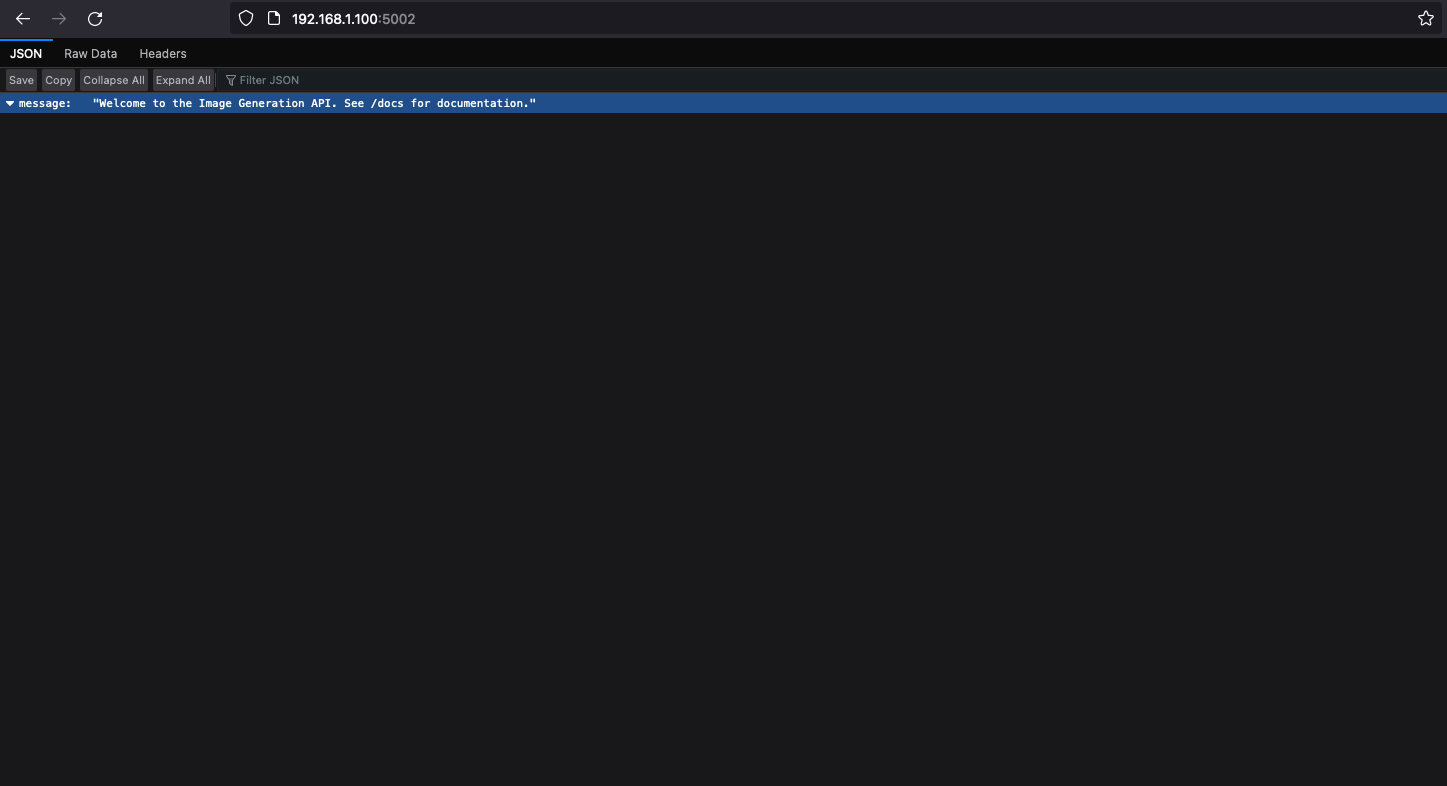 192.168.1.100:5002
JSON Raw Data Headers
Save Copy Collapse All Expand All Filter JSON
message: "Welcome to the Image Generation API. See /docs for documentation."